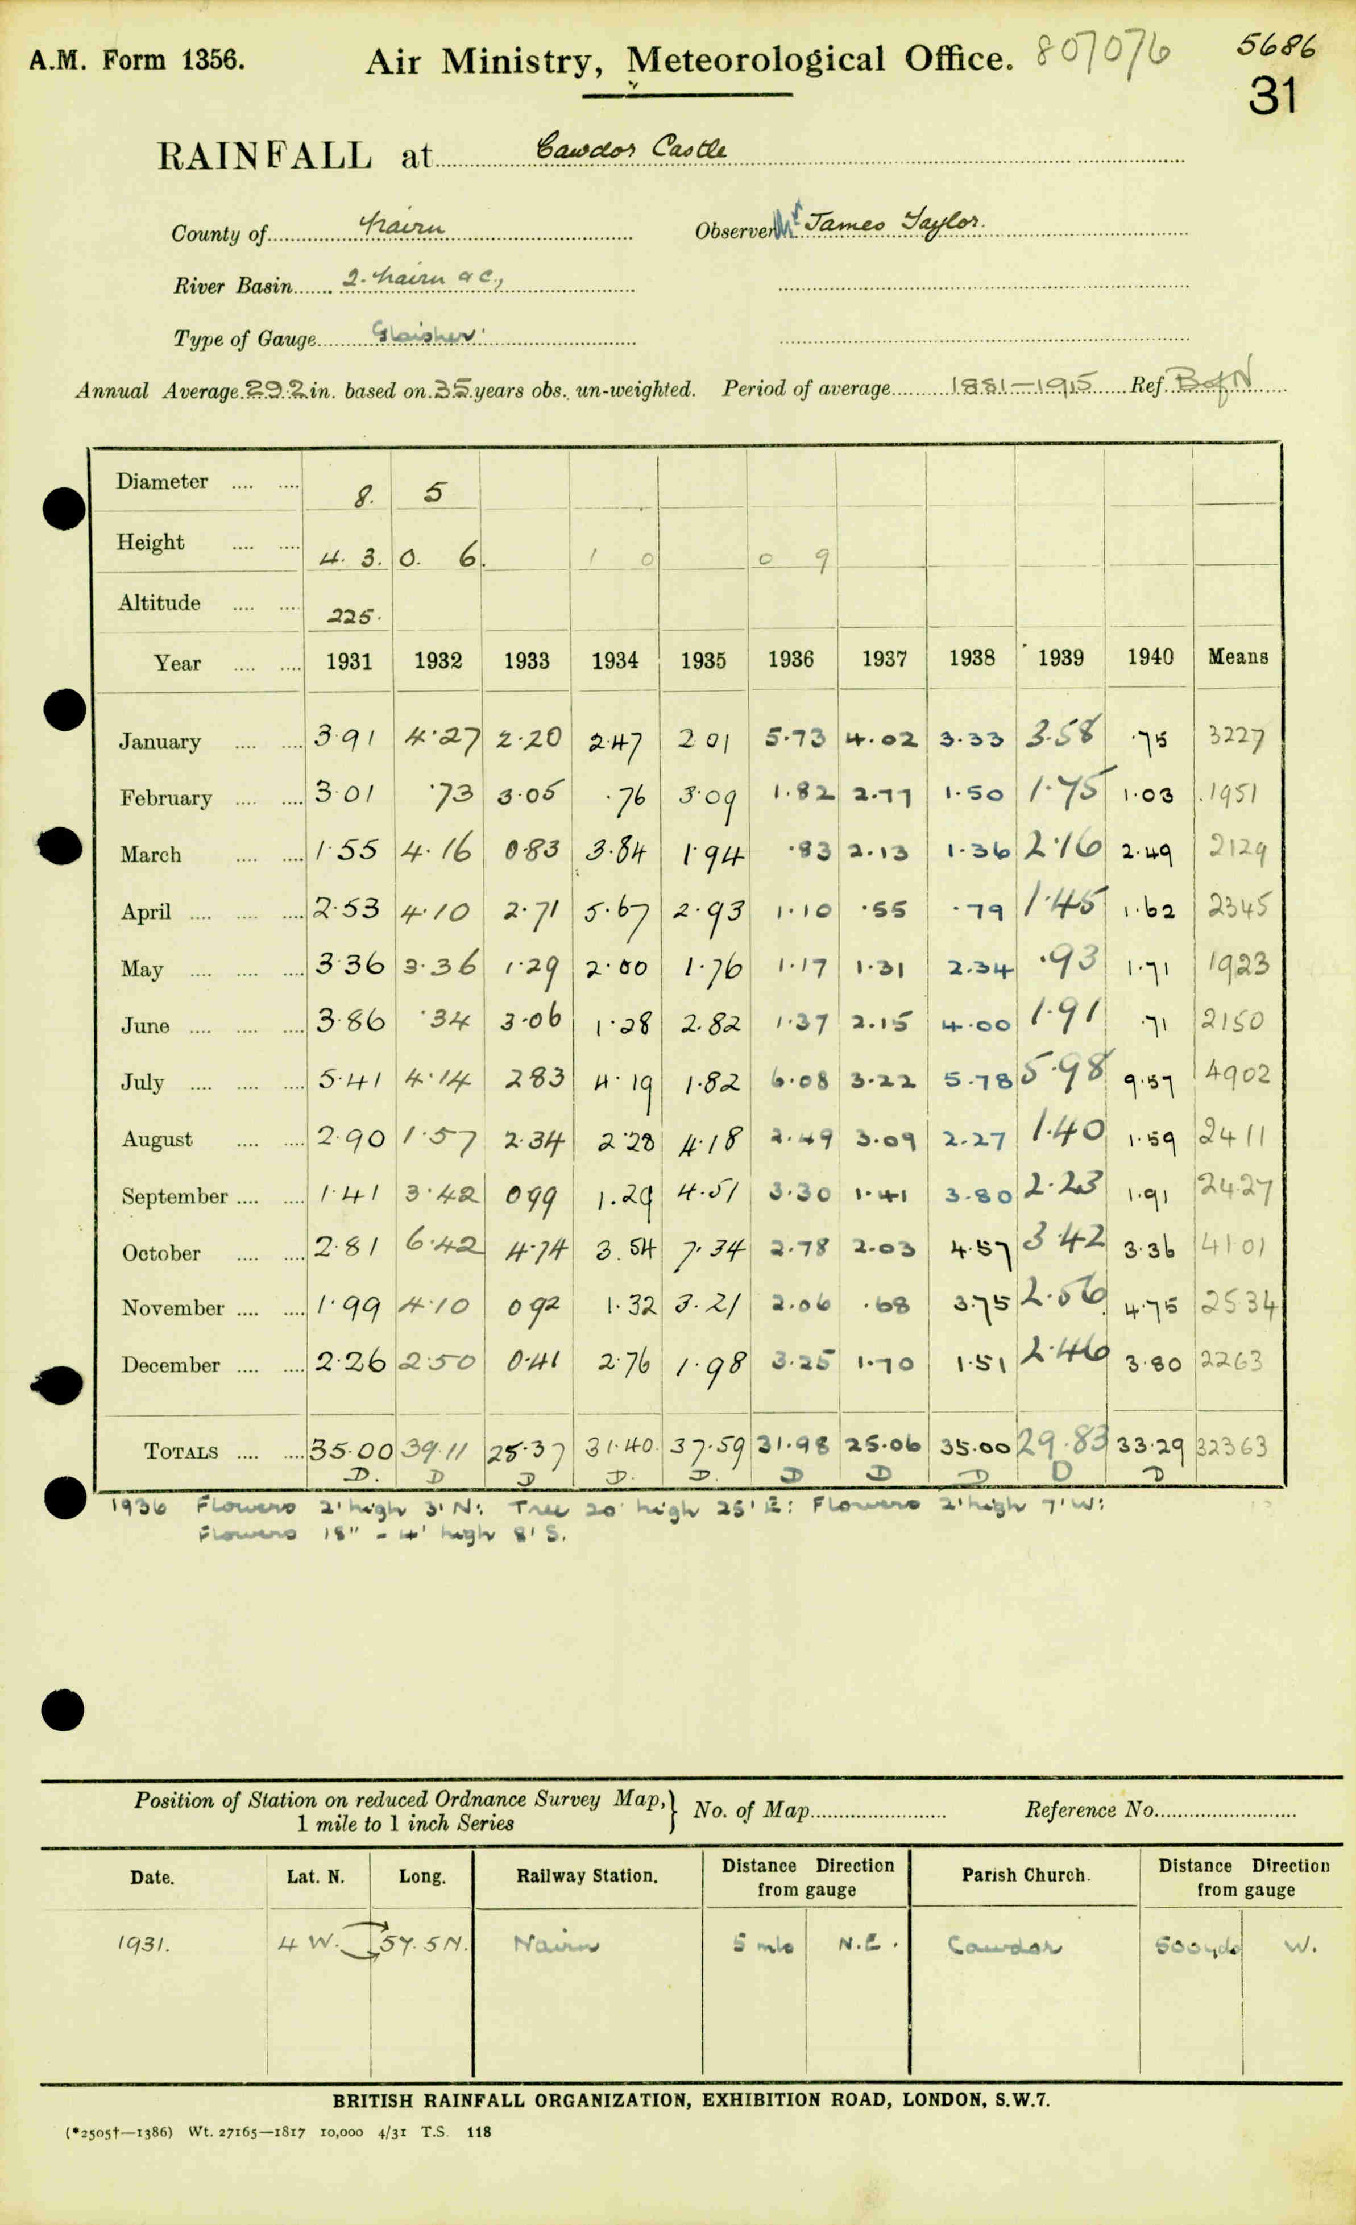 A.M. Form 1356.
Air Ministry, Meteorological Office. 807076
5686
31
RAINFALL at Cawdor Castle
County of Nairn Observer Mr James Taylor.
River Basin 2. Nairn &c,
Type of Gauge Glaisher.
Annual Average 29.2 in. based on 35 years obs. un-weighted. Period of average 1881-1915 Ref. B of N
Diameter 8. 5
Height 4. 3. 0. 6. 1 0 0 9
Altitude 225.
Year 1931 1932 1933 1934 1935 1936 1937 1938 1939 1940 Means
January 3.91 4.27 2.20 2.47 2 01 5.73 4.02 3.33 3.58 .75 3227
February 3.01 .73 3.05 .76 3.09 1.82 2.77 1.50 1.75 1.03 1951
March 1.55 4.16 0.83 3.84 1.94 .83 2.13 1.36 2.16 2.49 2129
April 2.53 4.10 2.71 5.67 2.93 1.10 .55 .79 1.45 1.62 2345
May 3.36 3.36 1.29 2.00 1.76 1.17 1.31 2.34 .93 1.71 1923
June 3.86 .34 3.06 1.28 2.82 1.37 2.15 4.00 1.91 .71 2150
July 5.41 4.14 2 83 4.19 1.82 6.08 3.22 5.78 5.98 9.57 4902
August 2.90 1.57 2.34 2.28 4.18 2.49 3.09 2.27 1.40 1.59 2411
September 1.41 3.42 0 99 1.29 4.51 3.30 1.41 3.80 2.23 1.91 2427
October 2.81 6.42 4.74 3.54 7.34 2.78 2.03 4.57 3.42 3.36 4101
November 1.99 4.10 0 92 1.32 3.21 2.06 .68 3.75 2.56 4.75 2534
December 2.26 2.50 0.41 2.76 1.98 3.25 1.70 1.51 2.46 3.80 2263
TOTALS 35.00 39.11 25.37 31.40 37.59 31.98 25.06 35.00 29.83 33.29 32363
D. D D D. D. D D D D D
1936 Flowers 2' high 3' N: Tree 20' high 25' E: Flowers 2' high 7' W:
Flowers 18" - 4' high 8' S.
Position of Station on reduced Ordnance Survey Map, 1 mile to 1 inch Series } No. of Map Reference No.
Date. Lat. N. Long. Railway Station. Distance Direction from gauge Parish Church. Distance Direction from gauge
1931. 4 W. 57.5 N. Nairn 5 mls N.E. Cawdor 500 yds W.
BRITISH RAINFALL ORGANIZATION, EXHIBITION ROAD, LONDON, S.W.7.
(*2505†—1386) Wt. 27165—1817 10,000 4/31 T.S. 118